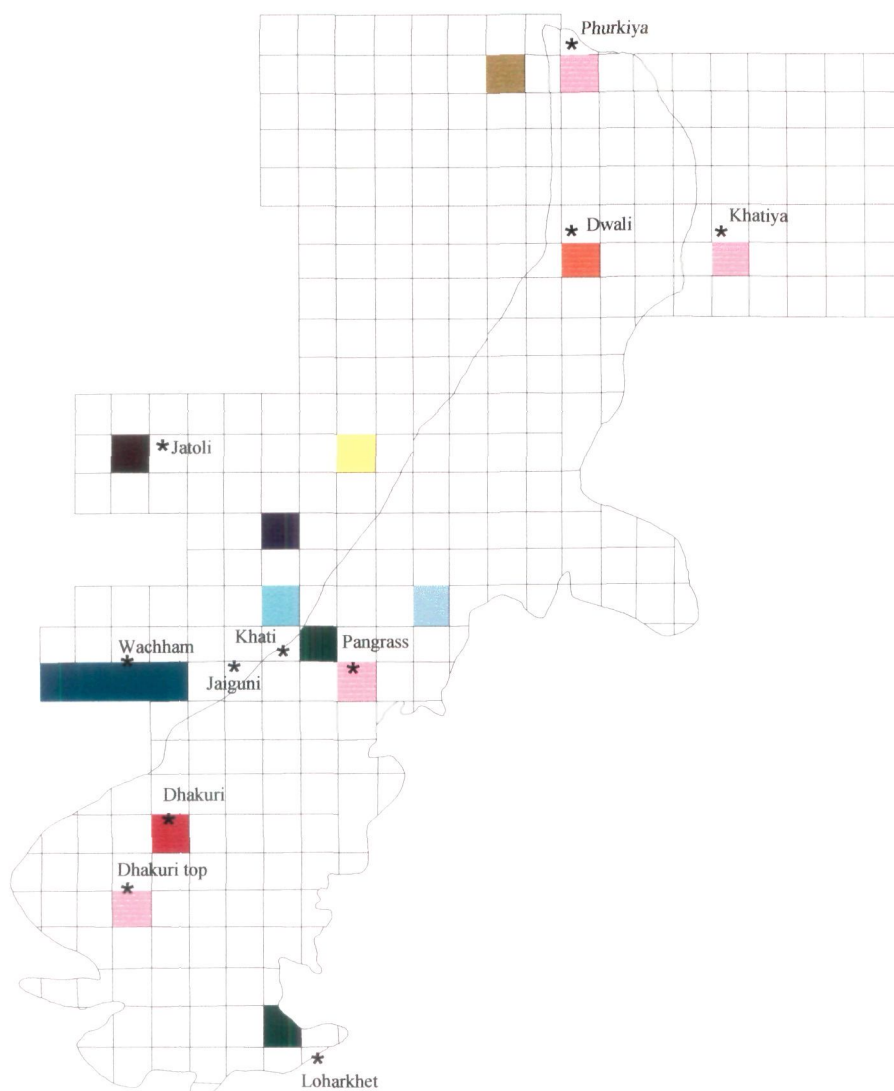 Phurkiya
Dwali
Khatiya
Jatoli
Khati
Pangrass
Wachham
Jaiguni
Dhakuri
Dhakuri top
Loharkhet